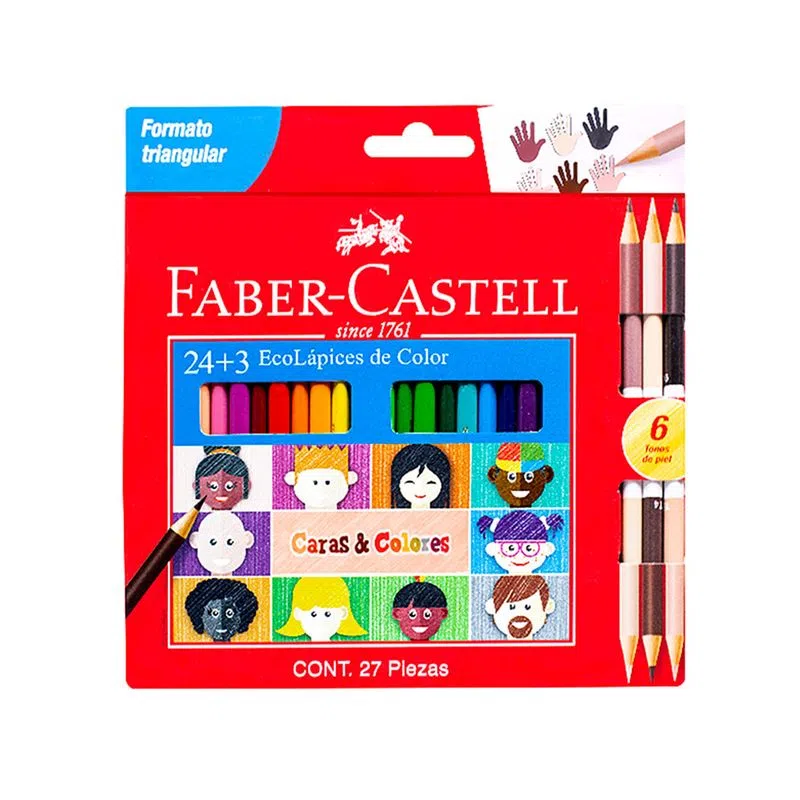 Formato
triangular
FABER-CASTELL
since 1761
24+3 EcoLápices de Color
6
Tonos
de piel
Caras & Colores
CONT. 27 Piezas